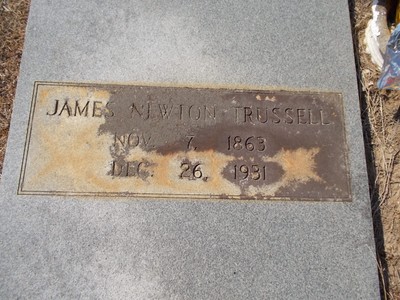 JAMES NEWTON TRUSSELL
NOV. 7, 1863
DEC. 26, 1931